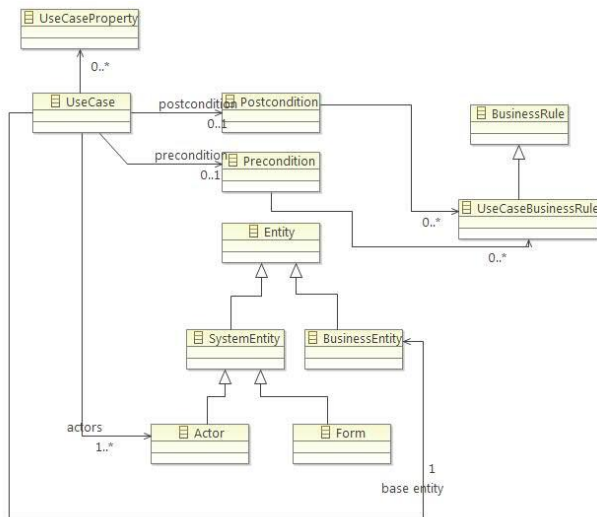 UseCaseProperty
0..*
UseCase
postcondition
Postcondition
0..1
BusinessRule
precondition
Precondition
0..1
UseCaseBusinessRule
0..*
0..*
Entity
SystemEntity
BusinessEntity
actors
1..*
Actor
Form
1
base entity